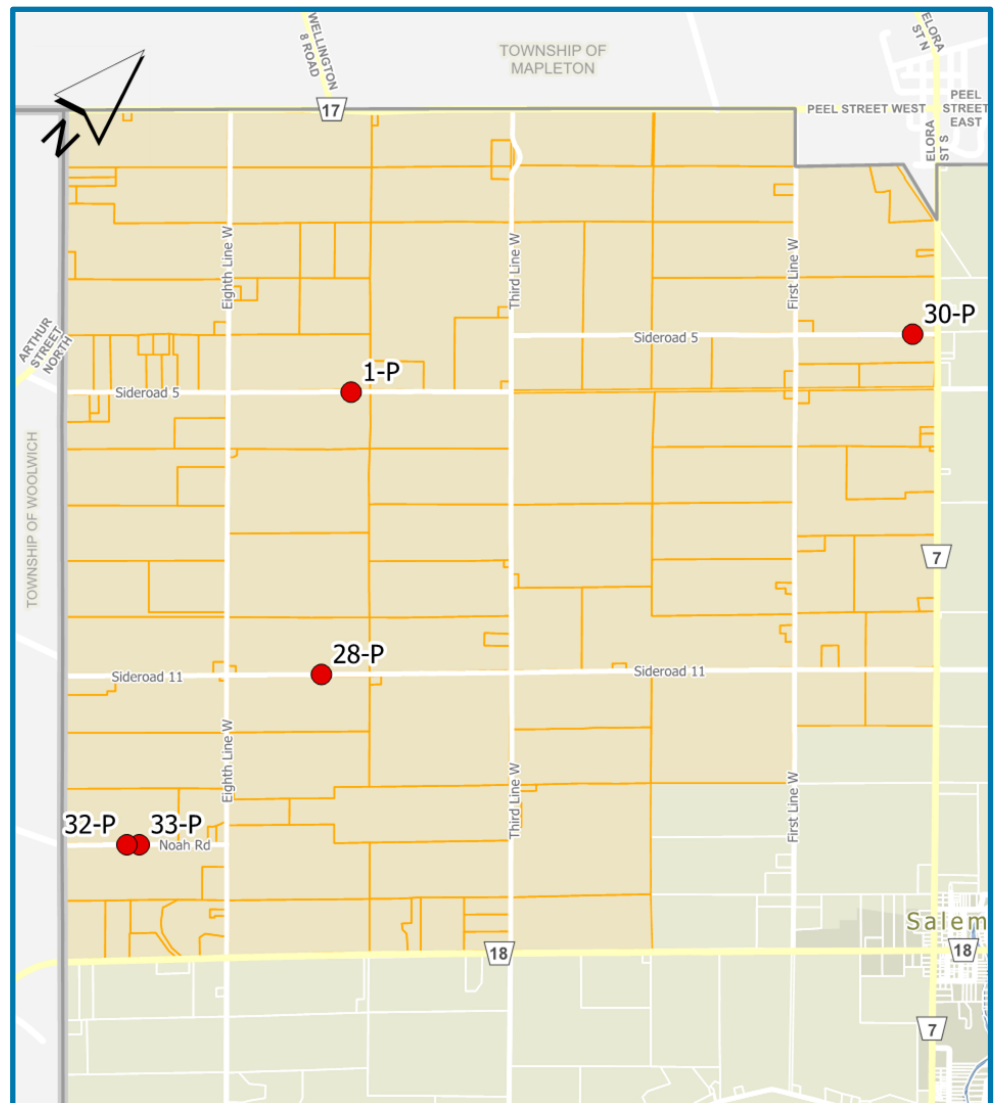 WELLINGTON
8 ROAD
TOWNSHIP OF
MAPLETON
ELORA
ST N
N
17
PEEL STREET WEST
PEEL
STREET
EAST
ELORA
ST S
Eighth Line W
Third Line W
First Line W
ARTHUR
STREET
NORTH
30-P
Sideroad 5
1-P
Sideroad 5
TOWNSHIP OF WOOLWICH
7
28-P
Sideroad 11
Sideroad 11
Eighth Line W
Third Line W
First Line W
32-P
33-P
Noah Rd
Salem
18
18
7